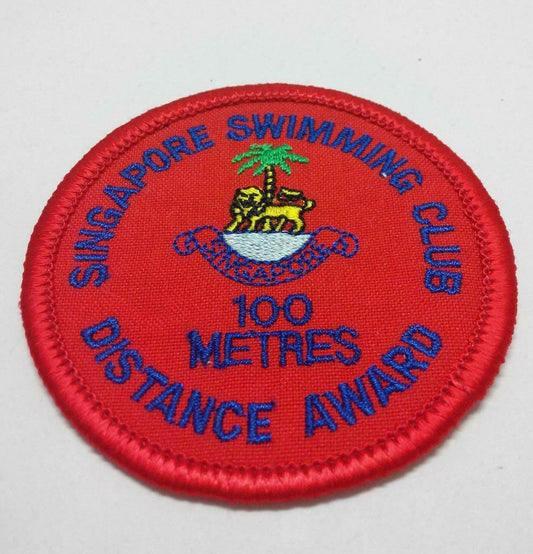 SINGAPORE SWIMMING CLUB
SINGAPORE
100
METRES
DISTANCE AWARD